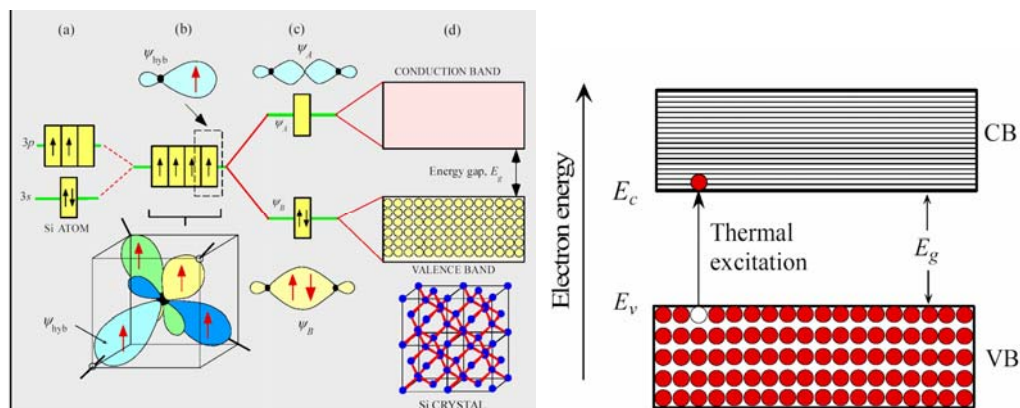 (a)
(b)
(c)
(d)
ψhyb
ψA
CONDUCTION BAND
ψA
3p
Energy gap, Eg
3s
ψB
Si ATOM
VALENCE BAND
ψhyb
ψB
Si CRYSTAL
Electron energy
CB
Ec
Thermal
excitation
Eg
Ev
VB